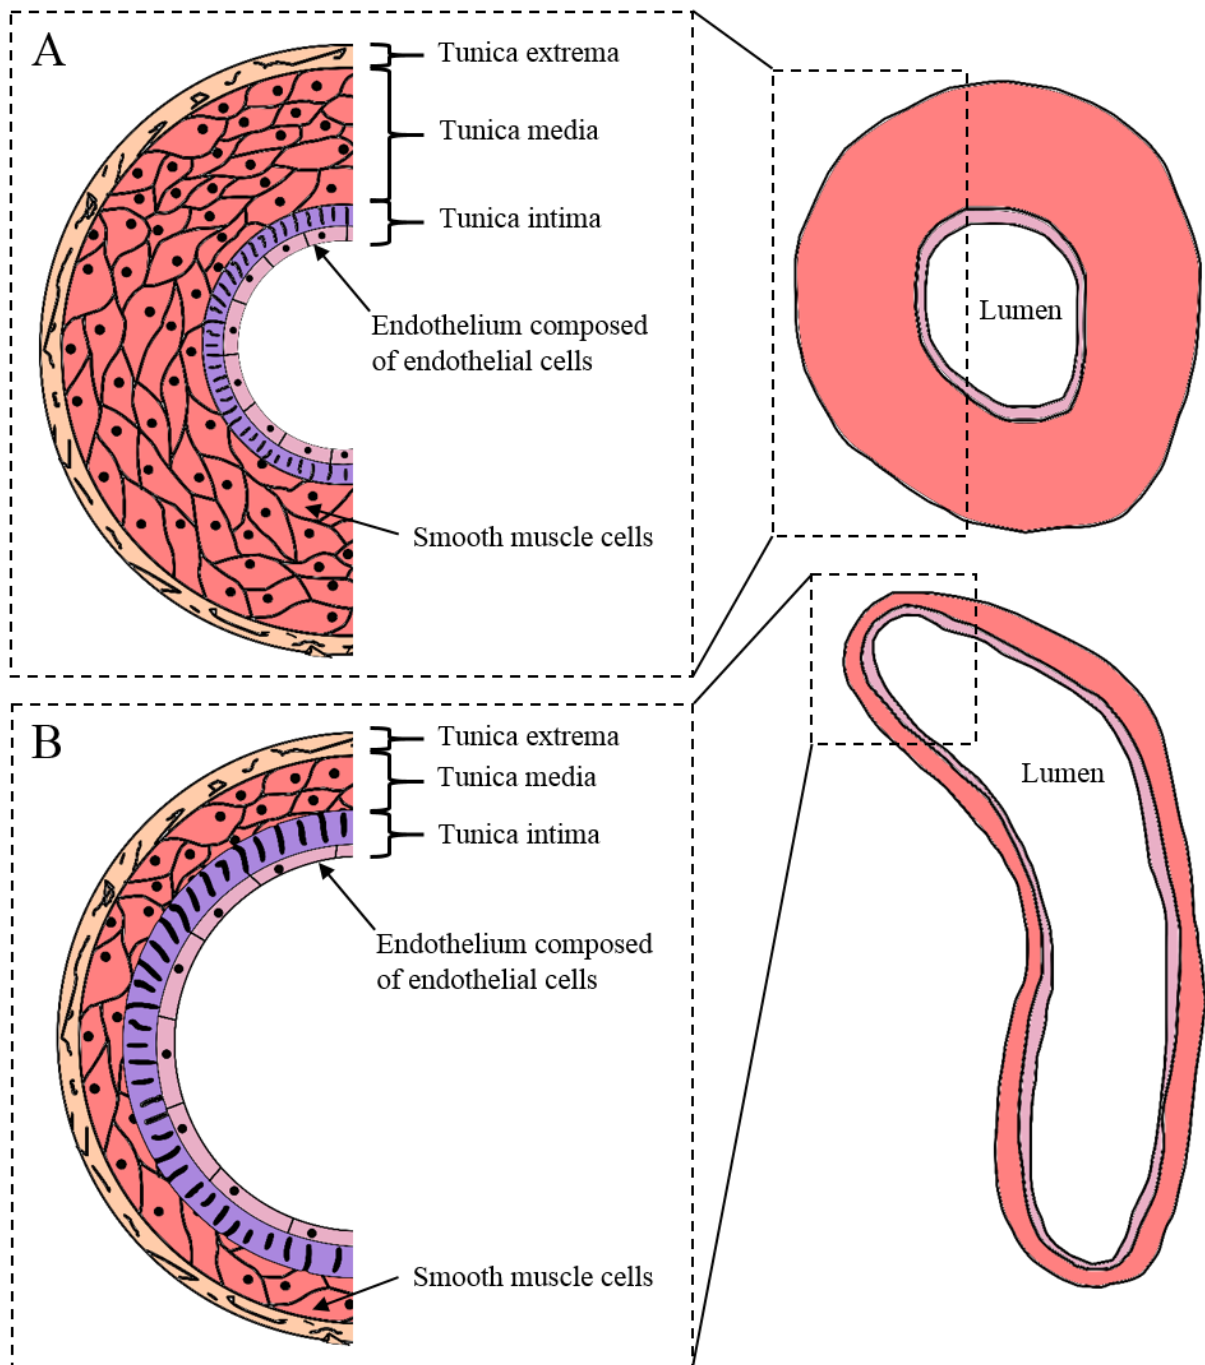 A
Tunica extrema
Tunica media
Tunica intima
Endothelium composed
of endothelial cells
Smooth muscle cells
Lumen
B
Tunica extrema
Tunica media
Tunica intima
Endothelium composed
of endothelial cells
Smooth muscle cells
Lumen